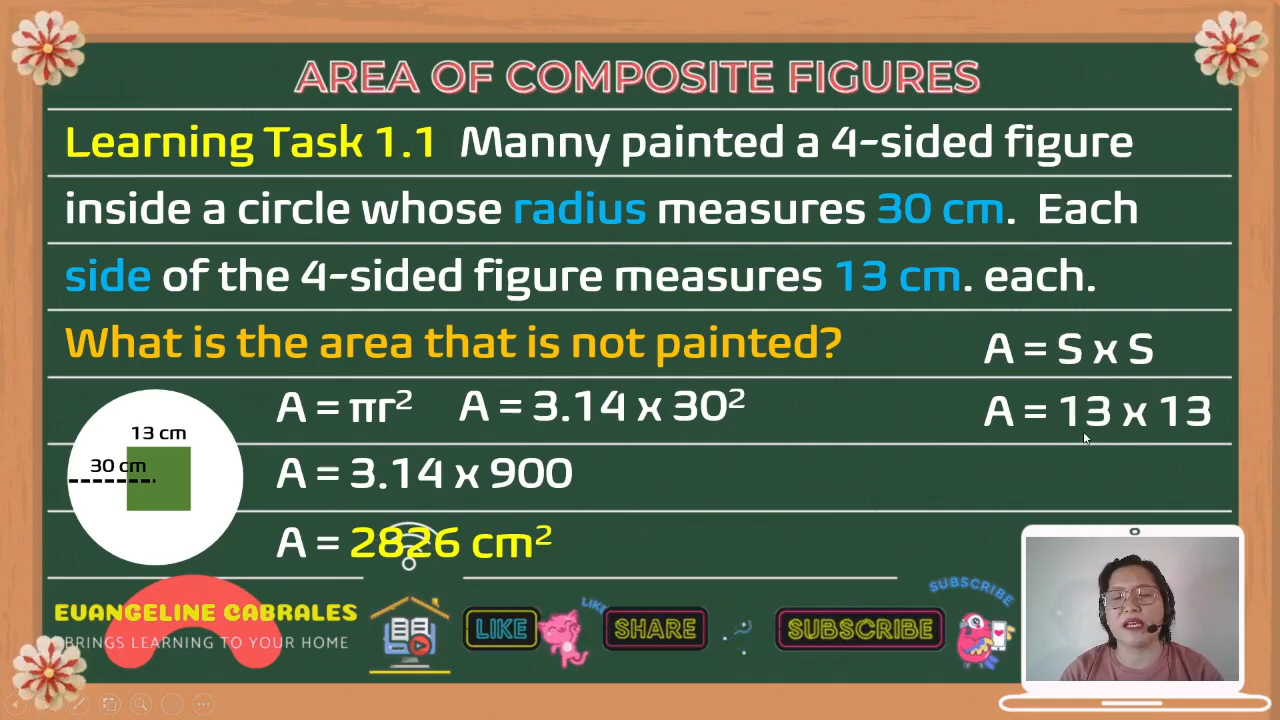 AREA OF COMPOSITE FIGURES
Learning Task 1.1 Manny painted a 4-sided figure
inside a circle whose radius measures 30 cm. Each
side of the 4-sided figure measures 13 cm. each.
What is the area that is not painted?
A = S x S
A = πr² A = 3.14 x 30²
A = 13 x 13
13 cm
30 cm
A = 3.14 x 900
A = 2826 cm²
EVANGELINE CABRALES
BRINGS LEARNING TO YOUR HOME
LIKE
LIKE
SHARE
SUBSCRIBE
SUBSCRIBE